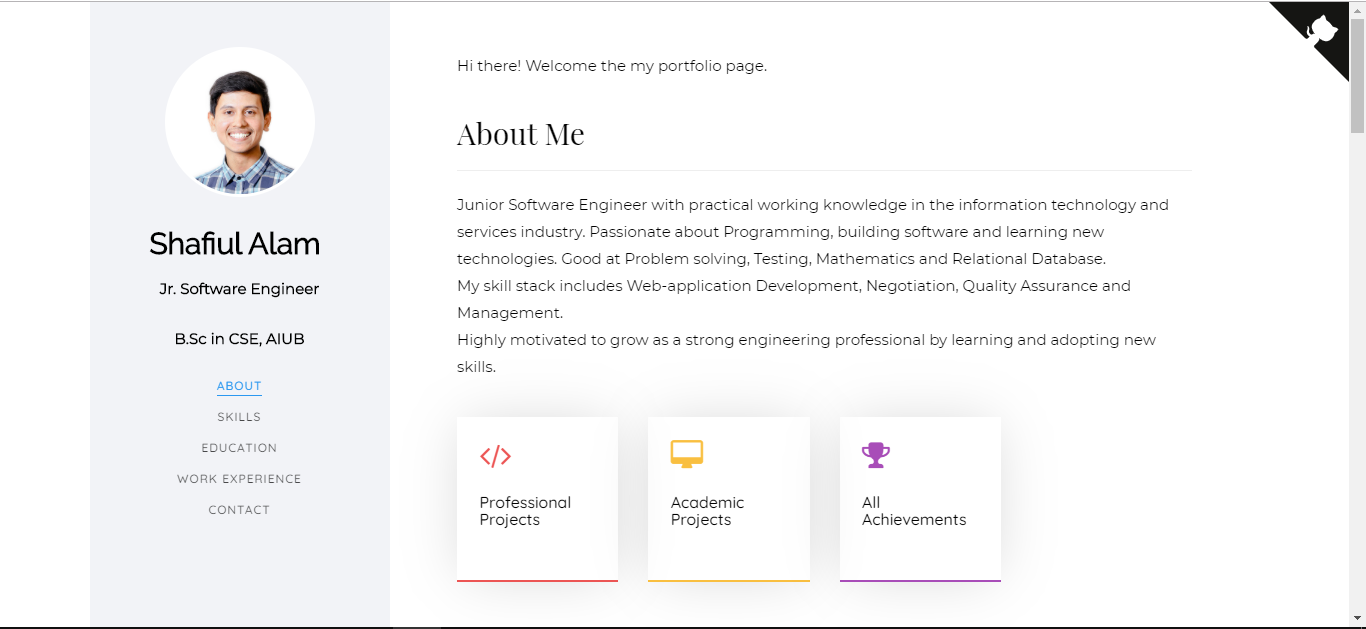 Shafiul Alam
Jr. Software Engineer
B.Sc in CSE, AIUB
ABOUT
SKILLS
EDUCATION
WORK EXPERIENCE
CONTACT
Hi there! Welcome the my portfolio page.
About Me
Junior Software Engineer with practical working knowledge in the information technology and
services industry. Passionate about Programming, building software and learning new
technologies. Good at Problem solving, Testing, Mathematics and Relational Database.
My skill stack includes Web-application Development, Negotiation, Quality Assurance and
Management.
Highly motivated to grow as a strong engineering professional by learning and adopting new
skills.
Professional
Projects
Academic
Projects
All
Achievements